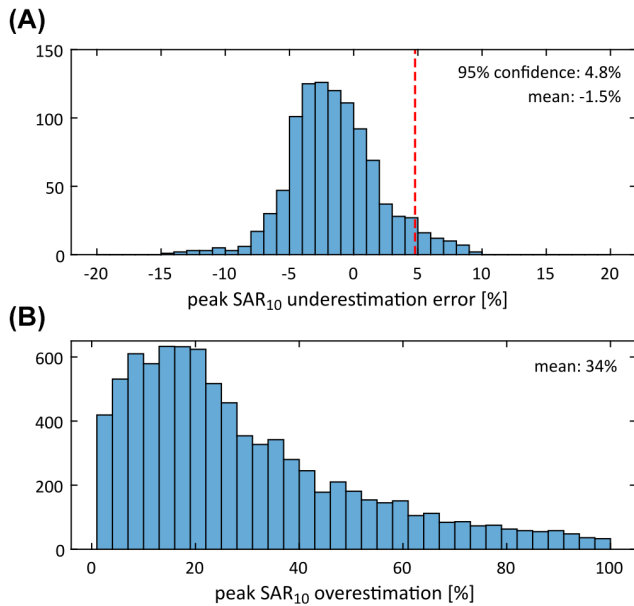 (A)
150
100
50
0
95% confidence: 4.8%
mean: -1.5%
-20 -15 -10 -5 0 5 10 15 20
peak SAR10 underestimation error [%]
(B)
600
400
200
0
mean: 34%
0 20 40 60 80 100
peak SAR10 overestimation [%]